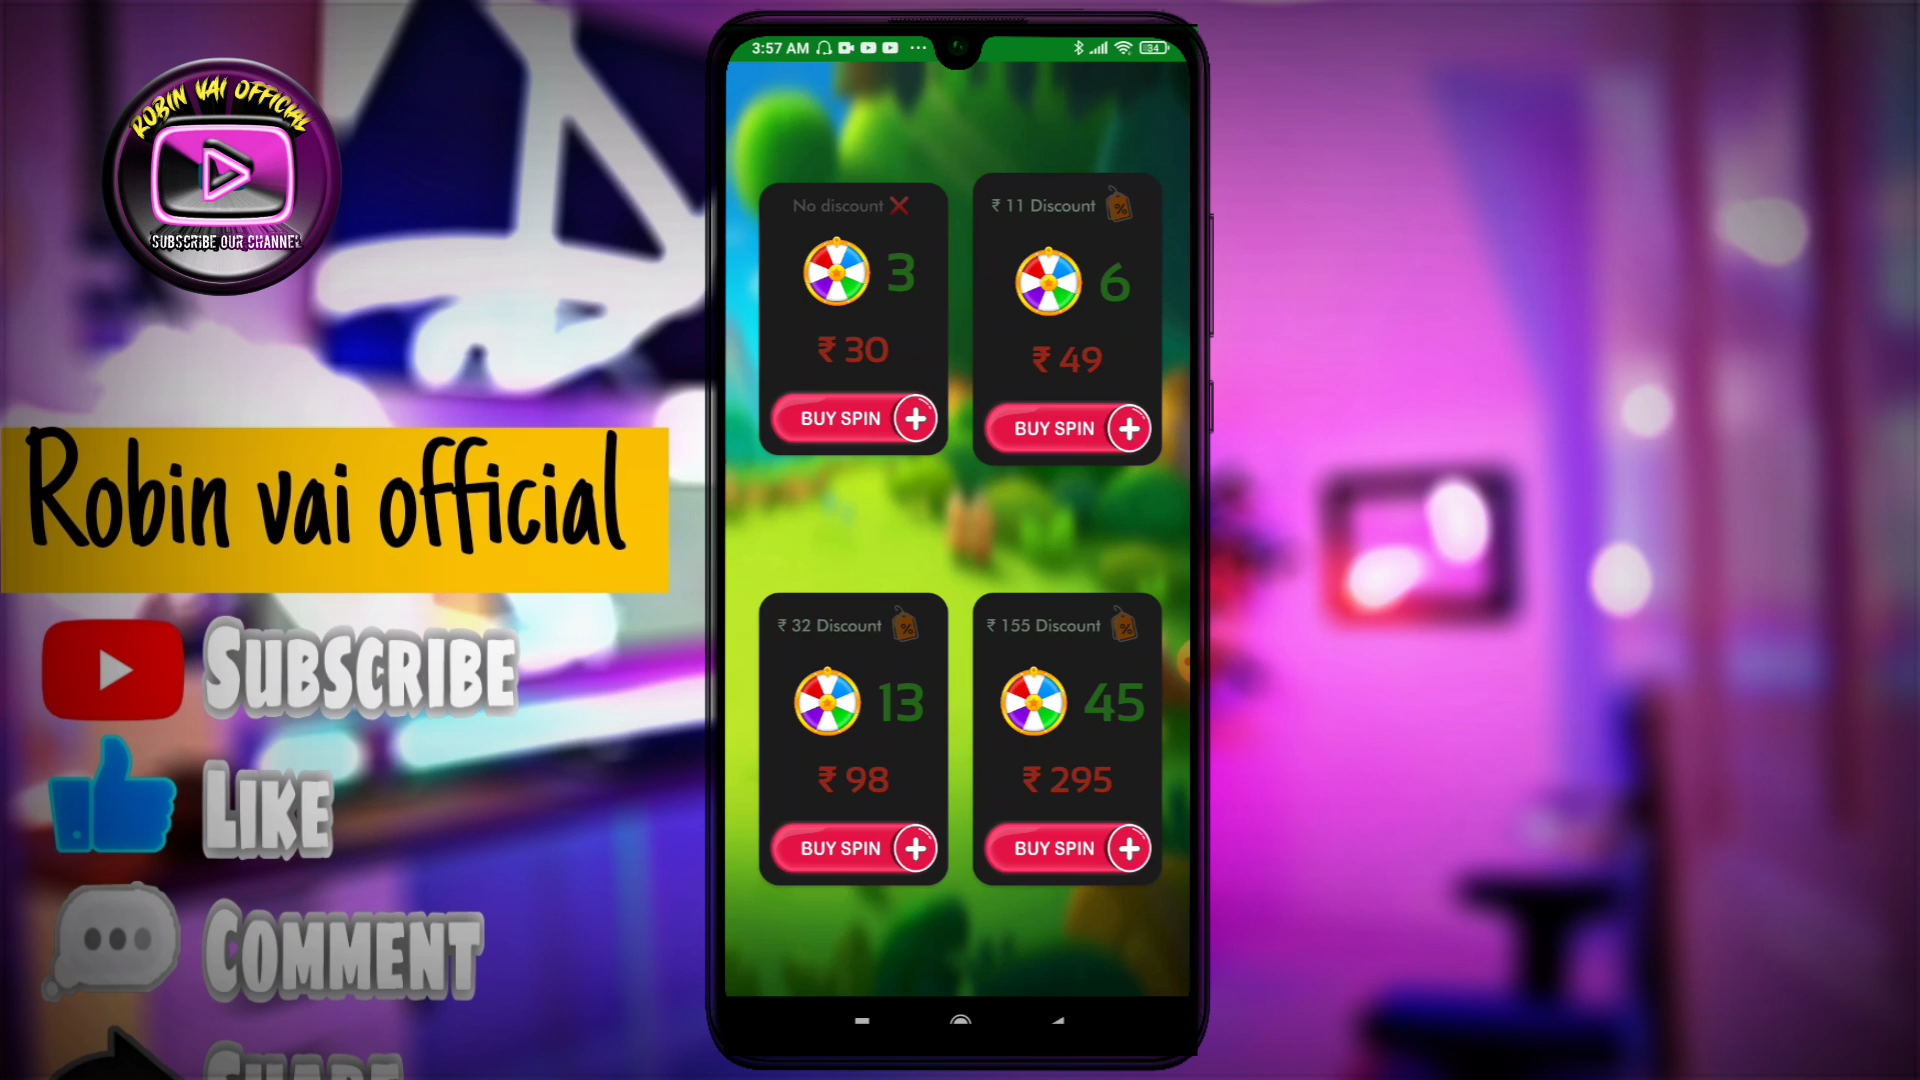 ROBIN VAI OFFICIAL
SUBSCRIBE OUR CHANNEL
Robin vai official
SUBSCRIBE
LIKE
COMMENT
SHARE
3:57 AM
34
No discount
3
₹ 30
BUY SPIN
₹ 11 Discount
6
₹ 49
BUY SPIN
₹ 32 Discount
13
₹ 98
BUY SPIN
₹ 155 Discount
45
₹ 295
BUY SPIN